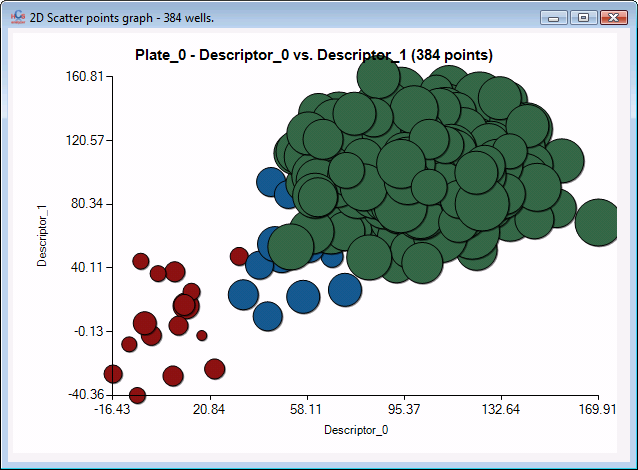 2D Scatter points graph - 384 wells.
Plate_0 - Descriptor_0 vs. Descriptor_1 (384 points)
160.81
120.57
80.34
40.11
-0.13
-40.36
Descriptor_1
-16.43 20.84 58.11 95.37 132.64 169.91
Descriptor_0